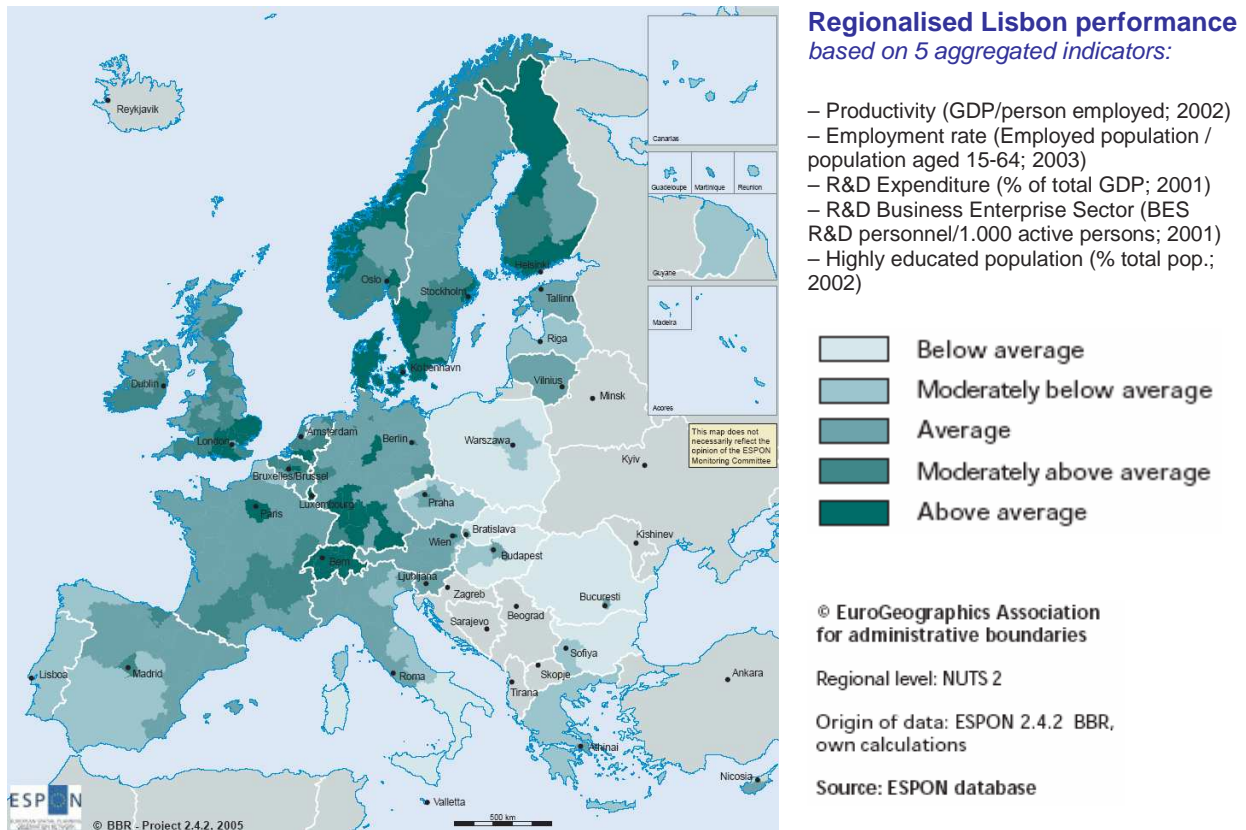 Regionalised Lisbon performance
based on 5 aggregated indicators:
– Productivity (GDP/person employed; 2002)
– Employment rate (Employed population /
population aged 15-64; 2003)
– R&D Expenditure (% of total GDP; 2001)
– R&D Business Enterprise Sector (BES
R&D personnel/1.000 active persons; 2001)
– Highly educated population (% total pop.;
2002)
Below average
Moderately below average
Average
Moderately above average
Above average
© EuroGeographics Association
for administrative boundaries
Regional level: NUTS 2
Origin of data: ESPON 2.4.2 BBR,
own calculations
Source: ESPON database
Reykjavik
Canarias
Guadeloupe Martinique Reunion
Guyane
Madeira
Acores
Helsinki
Oslo
Stockholm
Tallinn
Riga
Dublin
København
Vilnius
Minsk
London
Amsterdam
Berlin
Warszawa
This map does not
necessarily reflect the
opinion of the ESPON
Monitoring Committee
Kyiv
Bruxelles/Brussel
Luxembourg
Praha
Paris
Bratislava
Wien
Kishinev
Budapest
Bern
Ljubljana
Zagreb
Bucuresti
Beograd
Sarajevo
Sofiya
Lisboa
Madrid
Roma
Skopje
Tirana
Ankara
Athinai
Nicosia
Valletta
ESPON
EUROPEAN SPATIAL PLANNING
OBSERVATION NETWORK
© BBR - Project 2.4.2, 2005
500 km